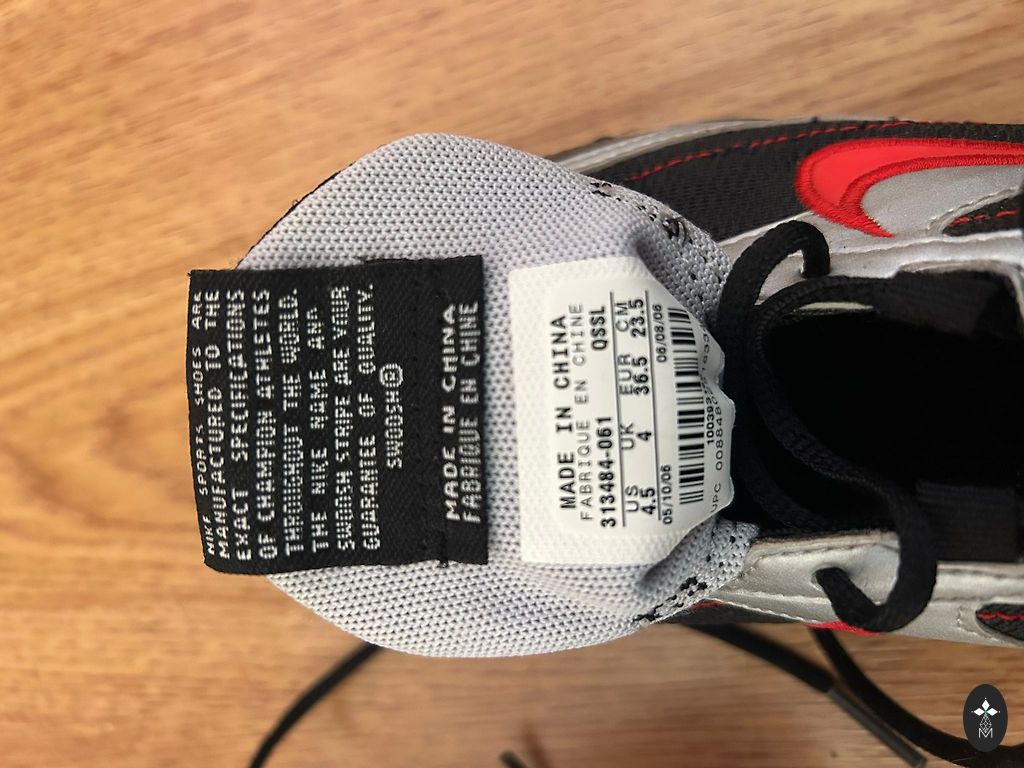 NIKE SPORTS SHOES ARE
MANUFACTURED TO THE
EXACT SPECIFICATIONS
OF CHAMPION ATHLETES
THROUGHOUT THE WORLD.
THE NIKE NAME AND
SWOOSH STRIPE ARE YOUR
GUARANTEE OF QUALITY.
SWOOSH®
MADE IN CHINA
FABRIQUE EN CHINE
MADE IN CHINA
FABRIQUE EN CHINE
313484-061 QSSL
US UK EUR CM
4.5 4 36.5 23.5
05/10/06 06/08/06
UPC
M